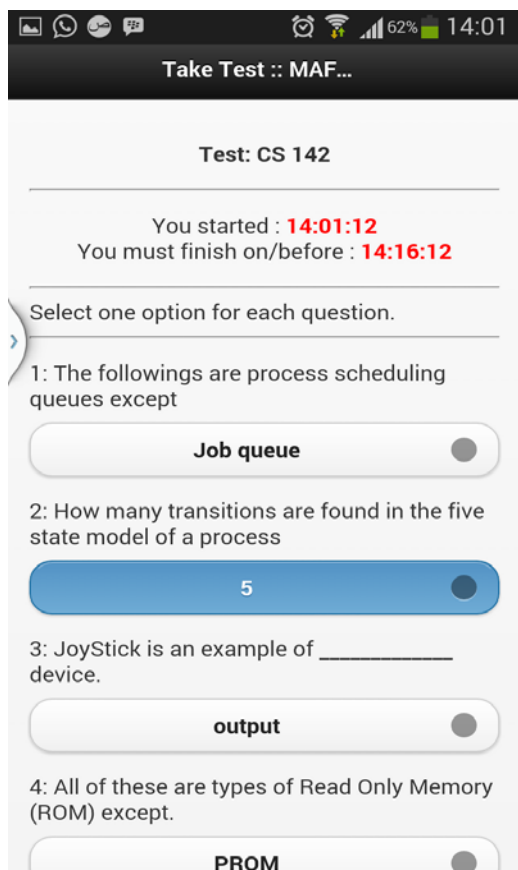 62% 14:01
Take Test :: MAF...
Test: CS 142
You started : 14:01:12
You must finish on/before : 14:16:12
Select one option for each question.
1: The followings are process scheduling
queues except
Job queue
2: How many transitions are found in the five
state model of a process
5
3: JoyStick is an example of _____________
device.
output
4: All of these are types of Read Only Memory
(ROM) except.
PROM